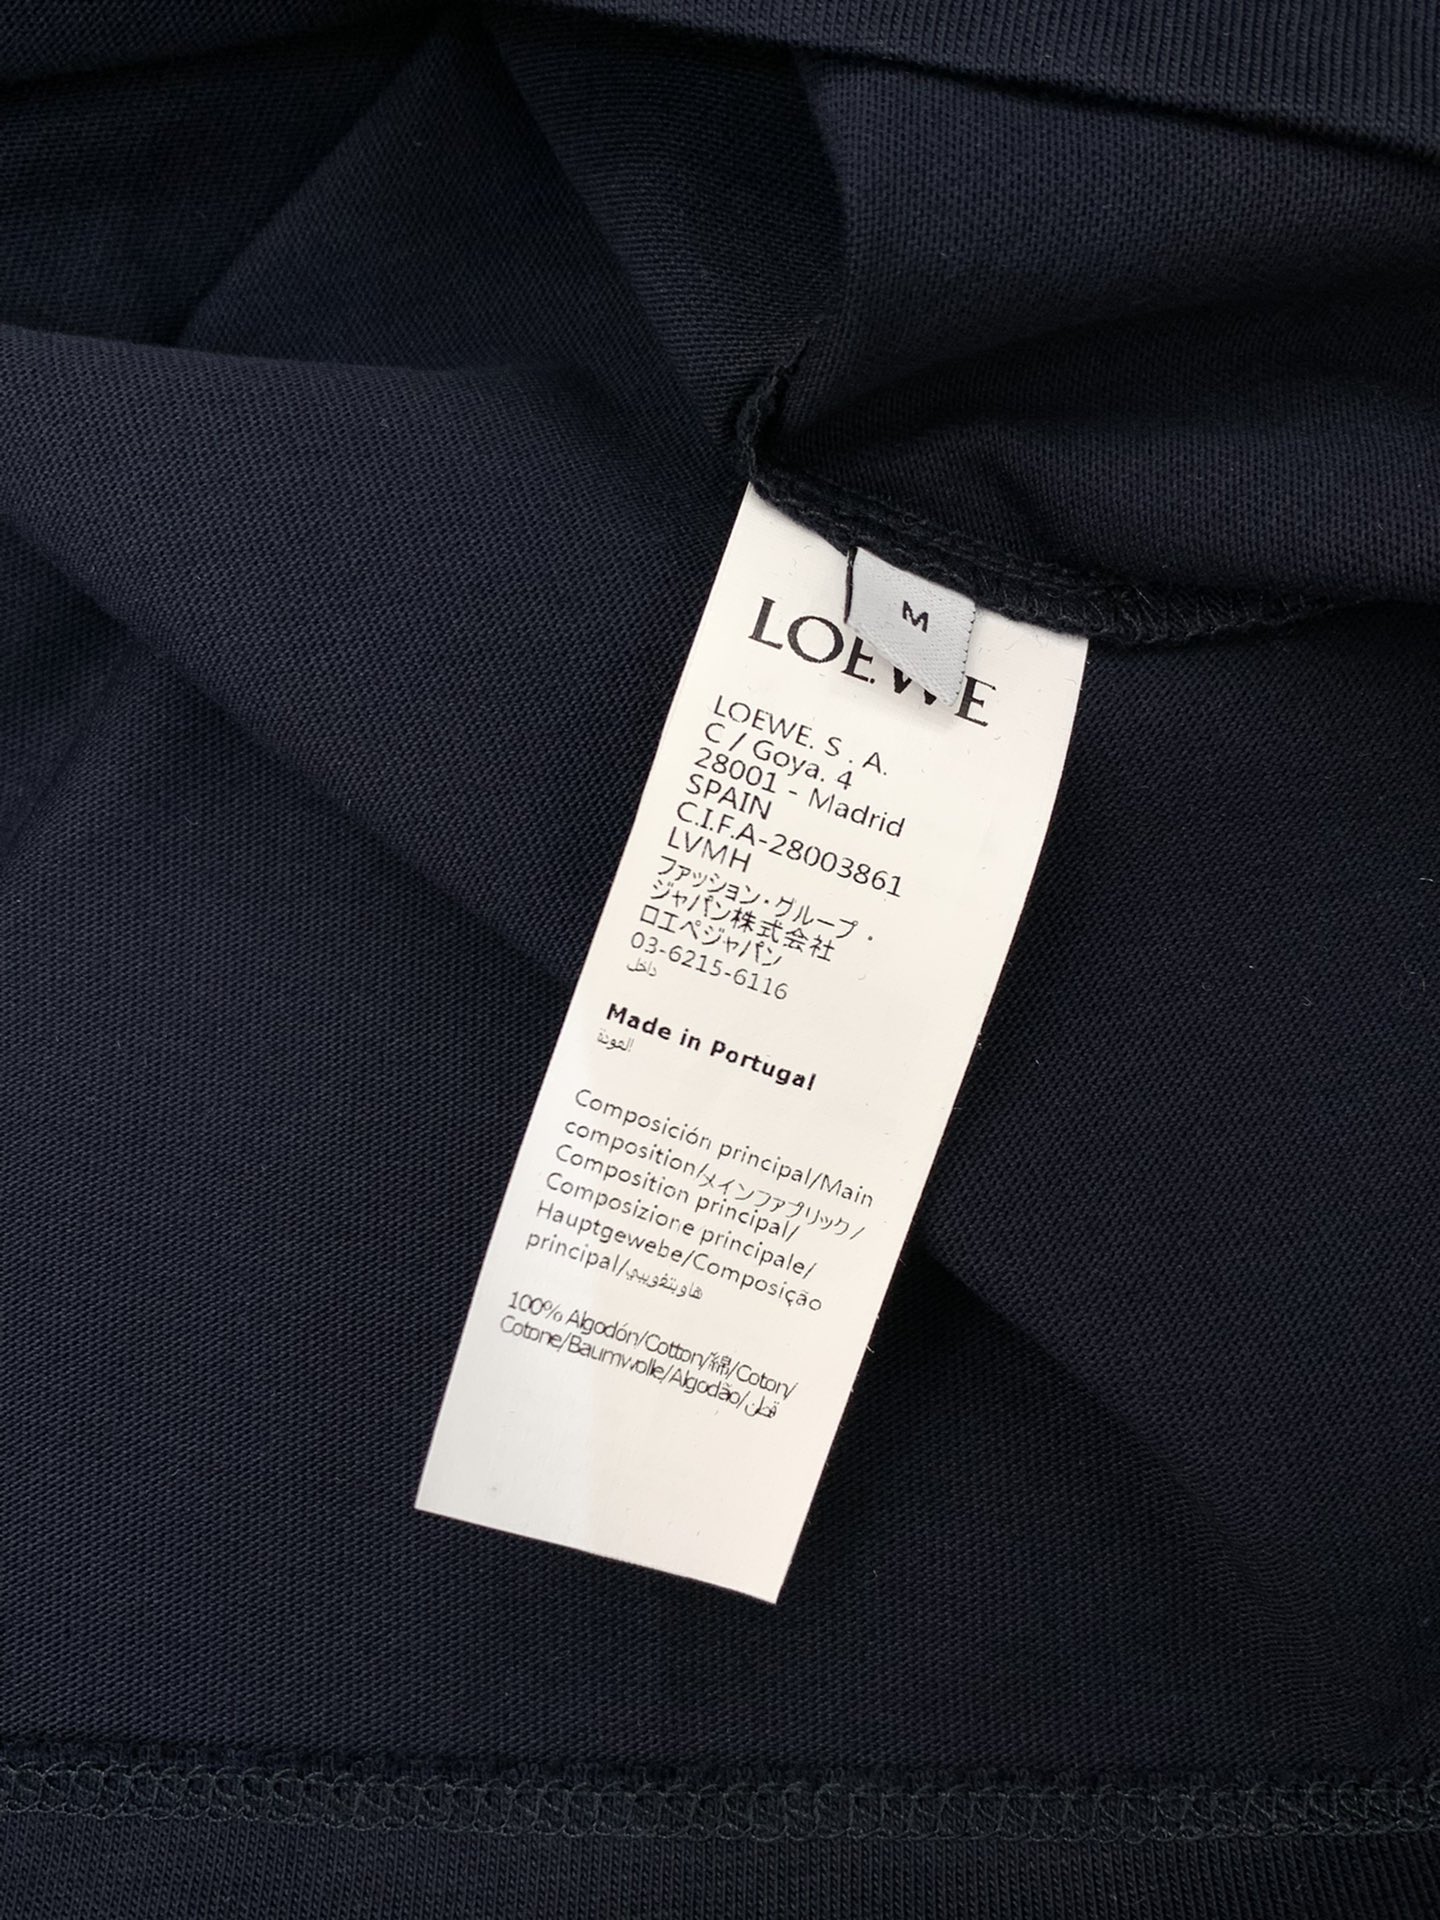 M
LOEWE
LOEWE. S . A.
C / Goya. 4
28001 - Madrid
SPAIN
C.I.F.A-28003861
LVMH
ファッション・グループ・
ジャパン株式会社
ロエベジャパン
03-6215-6116
داخل
Made in Portugal
العودة
Composición principal/Main
composition/メインファブリック/
Composition principal/
Composizione principale/
Hauptgewebe/Composição
principal/
100% Algodón/Cotton/綿/Coton/
Cotone/Baumwolle/Algodão/قطن